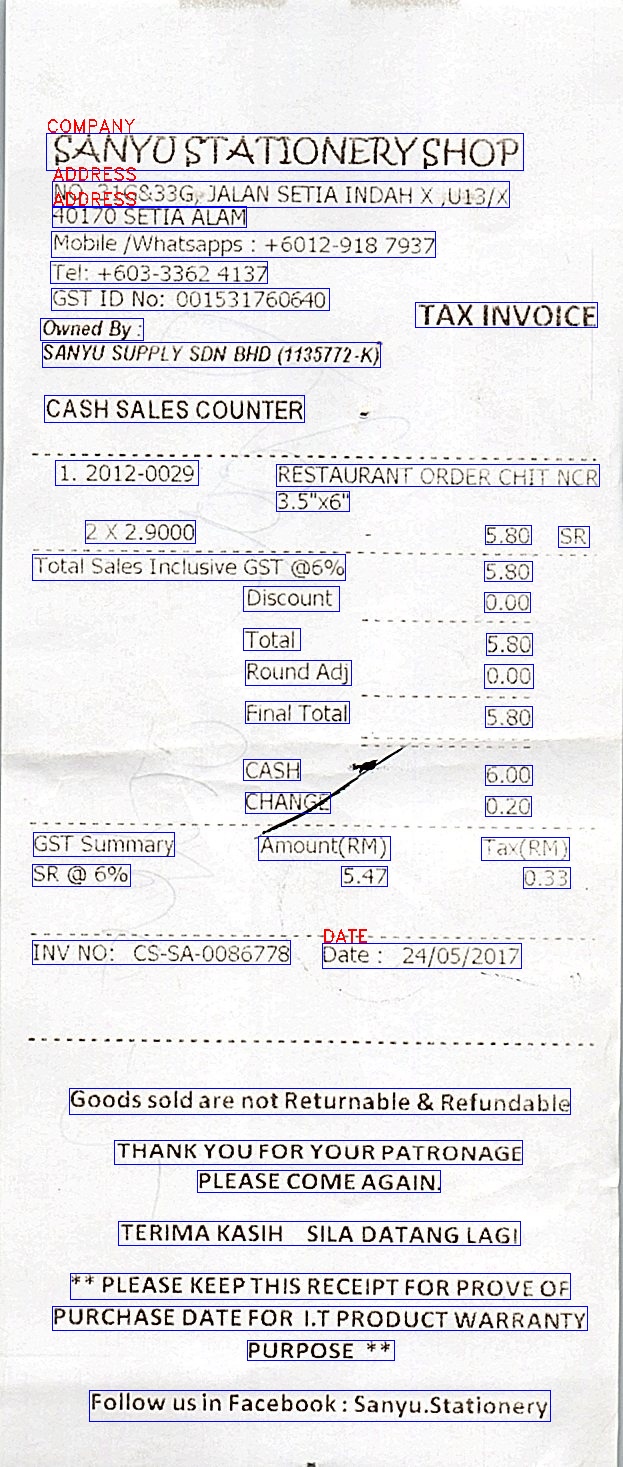 COMPANY
SANYU STATIONERY SHOP
ADDRESS
NO. 31G&33G, JALAN SETIA INDAH X ,U13/X
ADDRESS
40170 SETIA ALAM
Mobile /Whatsapps : +6012-918 7937
Tel: +603-3362 4137
GST ID No: 001531760640
TAX INVOICE
Owned By :
SANYU SUPPLY SDN BHD (1135772-K)
CASH SALES COUNTER -
1. 2012-0029 RESTAURANT ORDER CHIT NCR
3.5"x6"
2 X 2.9000 - 5.80 SR
Total Sales Inclusive GST @6% 5.80
Discount 0.00
Total 5.80
Round Adj 0.00
Final Total 5.80
CASH 6.00
CHANGE 0.20
GST Summary Amount(RM) Tax(RM)
SR @ 6% 5.47 0.33
DATE
INV NO: CS-SA-0086778 Date : 24/05/2017
Goods sold are not Returnable & Refundable
THANK YOU FOR YOUR PATRONAGE
PLEASE COME AGAIN.
TERIMA KASIH SILA DATANG LAGI
** PLEASE KEEP THIS RECEIPT FOR PROVE OF
PURCHASE DATE FOR I.T PRODUCT WARRANTY
PURPOSE **
Follow us in Facebook : Sanyu.Stationery